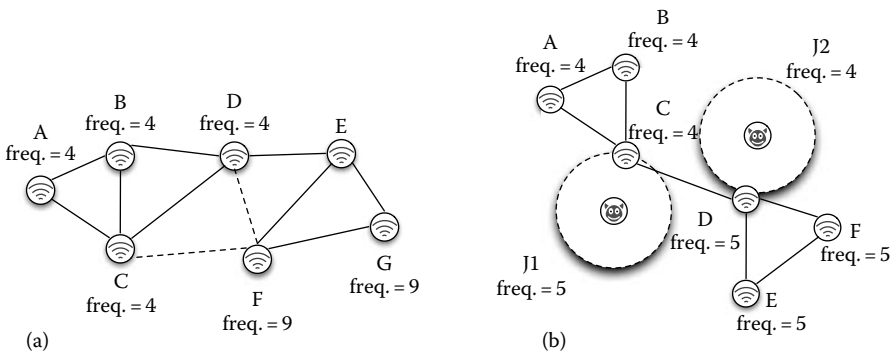 A
freq. = 4
B
freq. = 4
D
freq. = 4
E
C
freq. = 4
F
freq. = 9
G
freq. = 9
(a)
A
freq. = 4
B
freq. = 4
C
freq. = 4
J2
freq. = 4
J1
freq. = 5
D
freq. = 5
F
freq. = 5
E
freq. = 5
(b)